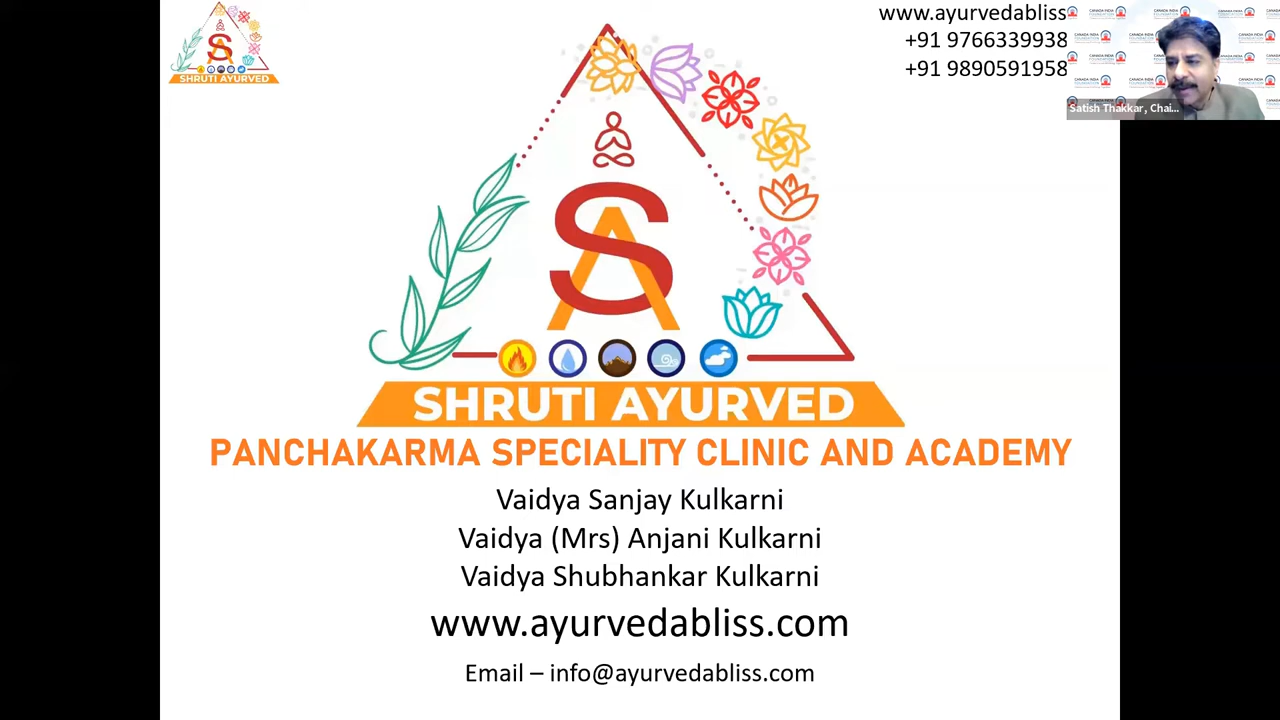 SHRUTI AYURVED
www.ayurvedabliss
+91 9766339938
+91 9890591958
Satish Thakkar, Chai...
SA
SHRUTI AYURVED
PANCHAKARMA SPECIALITY CLINIC AND ACADEMY
Vaidya Sanjay Kulkarni
Vaidya (Mrs) Anjani Kulkarni
Vaidya Shubhankar Kulkarni
www.ayurvedabliss.com
Email – info@ayurvedabliss.com